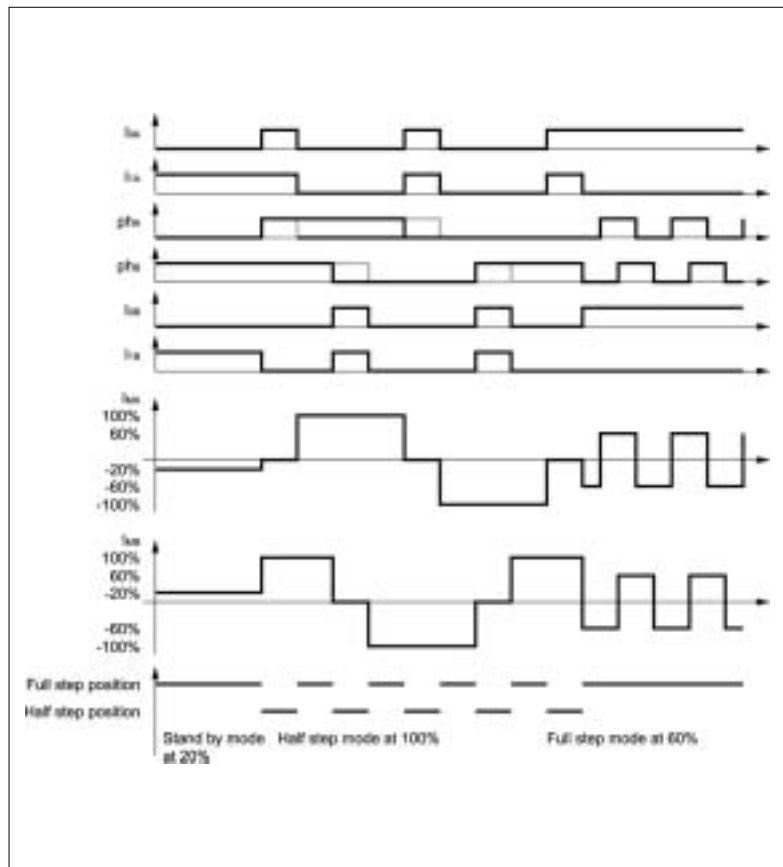 phA
phB
100%
60%
-20%
-60%
-100%
100%
60%
-20%
-60%
-100%
Full step position
Half step position
Stand by mode
at 20%
Half step mode at 100%
Full step mode at 60%